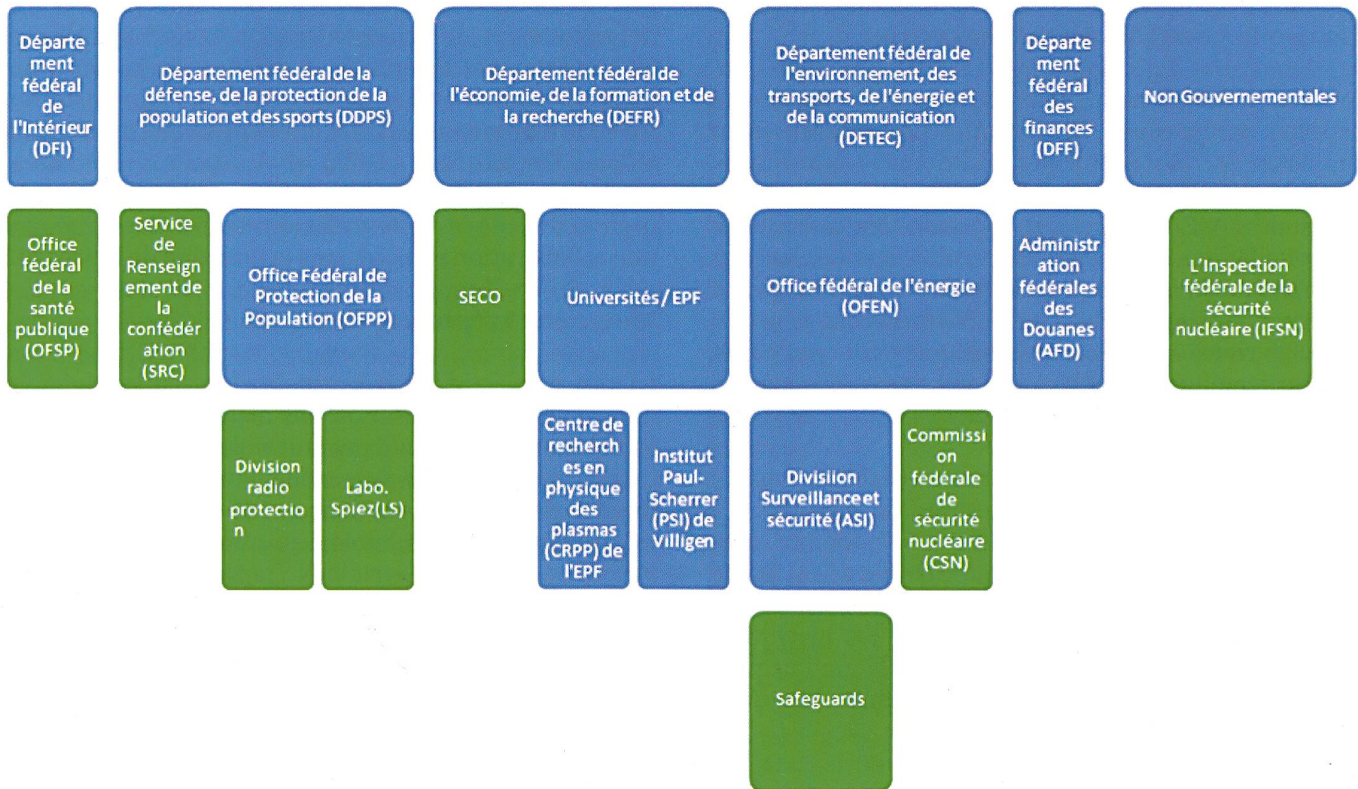 Départe
ment
fédéral
de
l'Intérieur
(DFI)
Département fédéral de la
défense, de la protection de la
population et des sports (DDPS)
Département fédéral de
l'économie, de la formation et de
la recherche (DEFR)
Département fédéral de
l'environnement, des
transports, de l'énergie et
de la communication
(DETEC)
Départe
ment
fédéral
des
finances
(DFF)
Non Gouvernementales
Office
fédéral
de la
santé
publique
(OFSP)
Service
de
Renseign
ement de
la
confédér
ation
(SRC)
Office Fédéral de
Protection de la
Population (OFPP)
SECO
Universités / EPF
Office fédéral de l'énergie
(OFEN)
Administr
ation
fédérales
des
Douanes
(AFD)
L'Inspection
fédérale de la
sécurité
nucléaire (IFSN)
Division
radio
protectio
n
Labo.
Spiez(LS)
Centre de
recherch
es en
physique
des
plasmas
(CRPP) de
l'EPF
Institut
Paul-
Scherrer
(PSI) de
Villigen
Divisiion
Surveillance et
sécurité (ASI)
Commissi
on
fédérale
de
sécurité
nucléaire
(CSN)
Safeguards